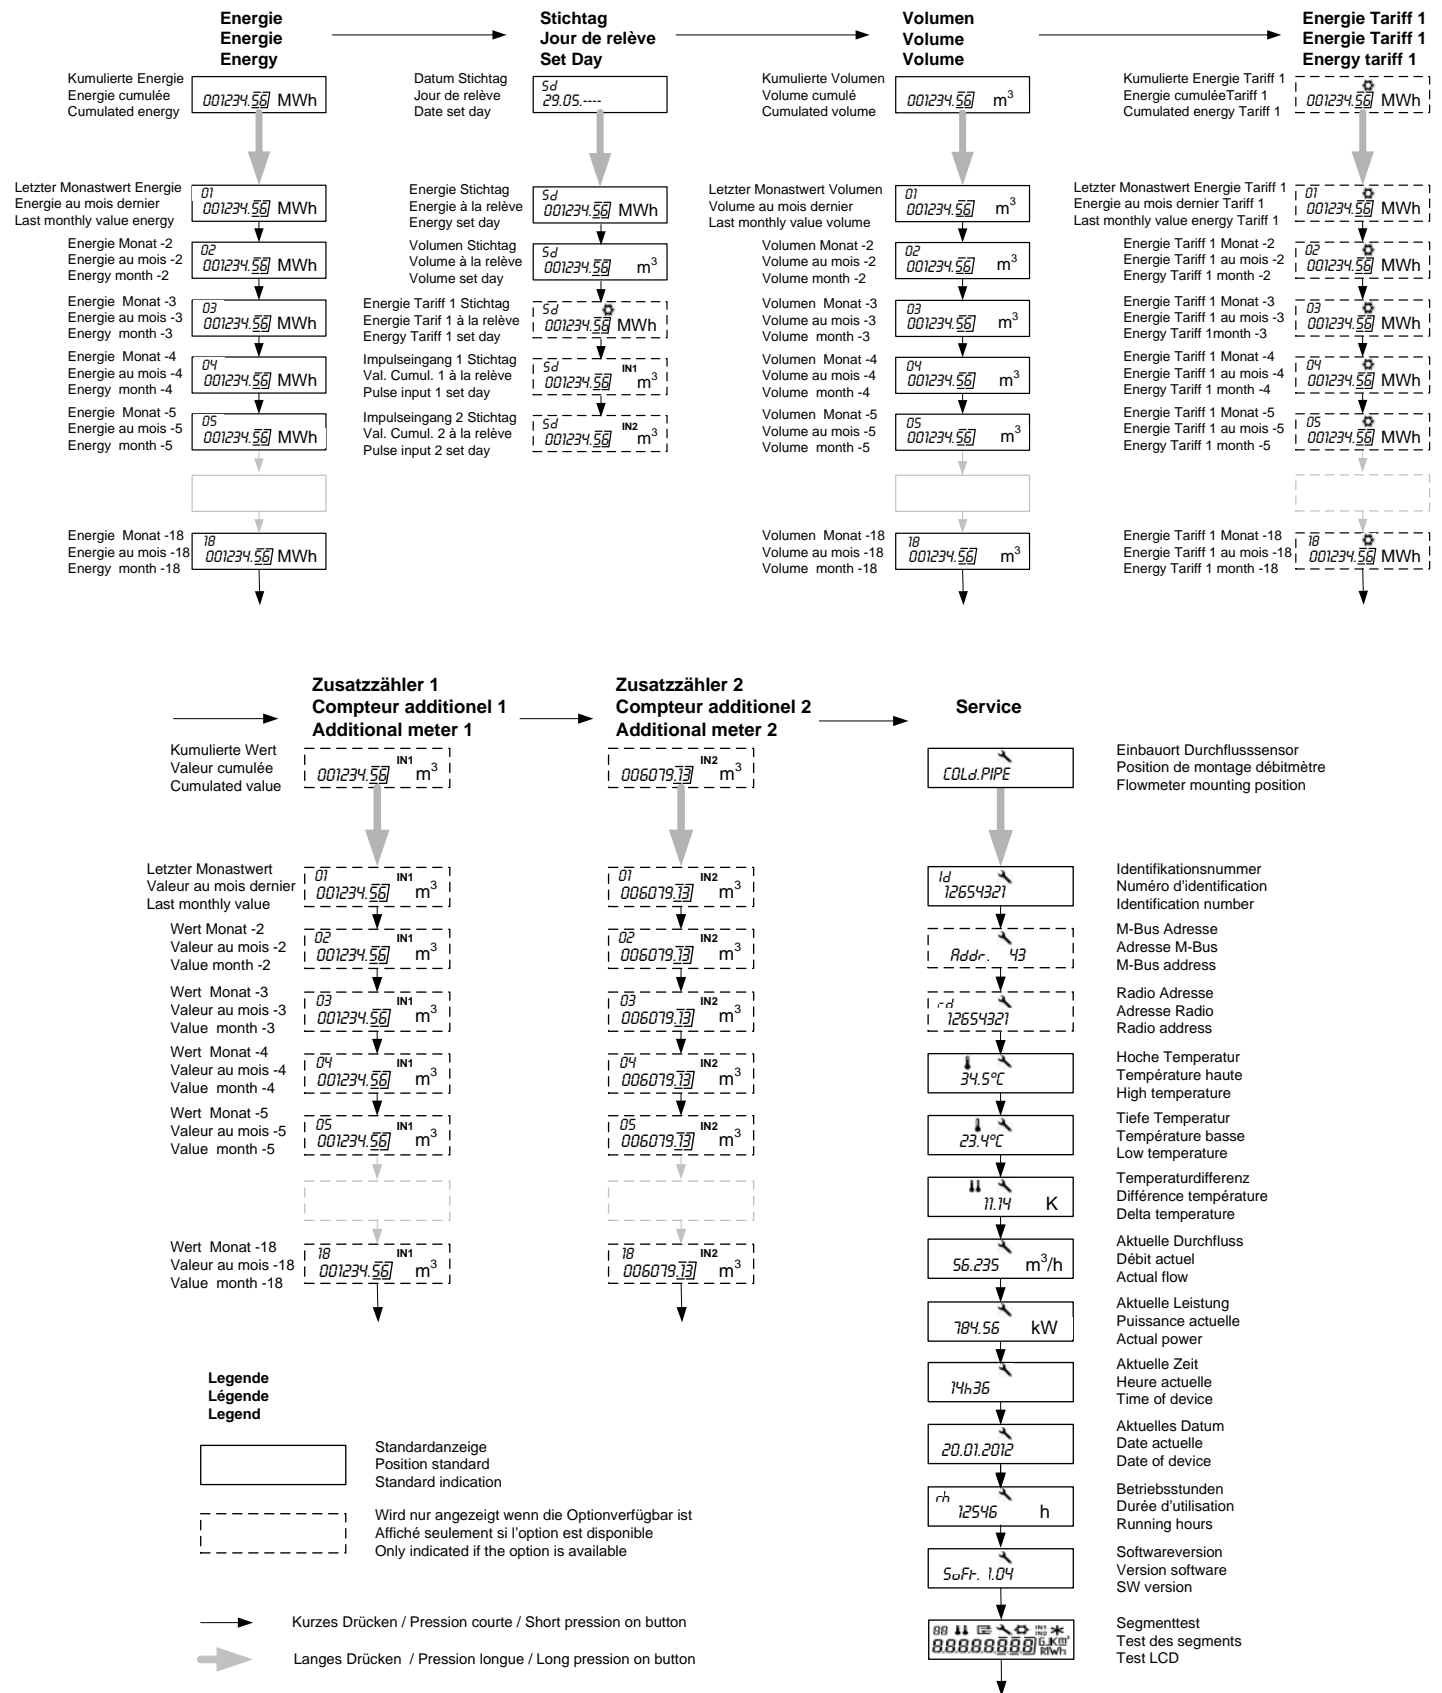 Energie
Energie
Energy
Kumulierte Energie
Energie cumulée
Cumulated energy
001234.56 MWh
Letzter Monastwert Energie
Energie au mois dernier
Last monthly value energy
01
001234.56 MWh
Energie Monat -2
Energie au mois -2
Energy month -2
02
001234.56 MWh
Energie Monat -3
Energie au mois -3
Energy month -3
03
001234.56 MWh
Energie Monat -4
Energie au mois -4
Energy month -4
04
001234.56 MWh
Energie Monat -5
Energie au mois -5
Energy month -5
05
001234.56 MWh
Energie Monat -18
Energie au mois -18
Energy month -18
18
001234.56 MWh
Stichtag
Jour de relève
Set Day
Datum Stichtag
Jour de relève
Date set day
Sd
29.05.----
Energie Stichtag
Energie à la relève
Energy set day
Sd
001234.56 MWh
Volumen Stichtag
Volume à la relève
Volume set day
Sd
001234.56 m³
Energie Tariff 1 Stichtag
Energie Tarif 1 à la relève
Energy Tariff 1 set day
Sd
001234.56 MWh
Impulseingang 1 Stichtag
Val. Cumul. 1 à la relève
Pulse input 1 set day
Sd IN1
001234.56 m³
Impulseingang 2 Stichtag
Val. Cumul. 2 à la relève
Pulse input 2 set day
Sd IN2
001234.56 m³
Volumen
Volume
Volume
Kumulierte Volumen
Volume cumulé
Cumulated volume
001234.56 m³
Letzter Monastwert Volumen
Volume au mois dernier
Last monthly value volume
01
001234.56 m³
Volumen Monat -2
Volume au mois -2
Volume month -2
02
001234.56 m³
Volumen Monat -3
Volume au mois -3
Volume month -3
03
001234.56 m³
Volumen Monat -4
Volume au mois -4
Volume month -4
04
001234.56 m³
Volumen Monat -5
Volume au mois -5
Volume month -5
05
001234.56 m³
Volumen Monat -18
Volume au mois -18
Volume month -18
18
001234.56 m³
Energie Tariff 1
Energie Tariff 1
Energy tariff 1
Kumulierte Energie Tariff 1
Energie cumuléeTariff 1
Cumulated energy Tariff 1
001234.56 MWh
Letzter Monastwert Energie Tariff 1
Energie au mois dernier Tariff 1
Last monthly value energy Tariff 1
01
001234.56 MWh
Energie Tariff 1 Monat -2
Energie Tariff 1 au mois -2
Energy Tariff 1 month -2
02
001234.56 MWh
Energie Tariff 1 Monat -3
Energie Tariff 1 au mois -3
Energy Tariff 1month -3
03
001234.56 MWh
Energie Tariff 1 Monat -4
Energie Tariff 1 au mois -4
Energy Tariff 1 month -4
04
001234.56 MWh
Energie Tariff 1 Monat -5
Energie Tariff 1 au mois -5
Energy Tariff 1 month -5
05
001234.56 MWh
Energie Tariff 1 Monat -18
Energie Tariff 1 au mois -18
Energy Tariff 1 month -18
18
001234.56 MWh
Zusatzzähler 1
Compteur additionel 1
Additional meter 1
Kumulierte Wert
Valeur cumulée
Cumulated value
IN1
001234.56 m³
Letzter Monastwert
Valeur au mois dernier
Last monthly value
01 IN1
001234.56 m³
Wert Monat -2
Valeur au mois -2
Value month -2
02 IN1
001234.56 m³
Wert Monat -3
Valeur au mois -3
Value month -3
03 IN1
001234.56 m³
Wert Monat -4
Valeur au mois -4
Value month -4
04 IN1
001234.56 m³
Wert Monat -5
Valeur au mois -5
Value month -5
05 IN1
001234.56 m³
Wert Monat -18
Valeur au mois -18
Value month -18
18 IN1
001234.56 m³
Zusatzzähler 2
Compteur additionel 2
Additional meter 2
IN2
006079.13 m³
01 IN2
006079.13 m³
02 IN2
006079.13 m³
03 IN2
006079.13 m³
04 IN2
006079.13 m³
05 IN2
006079.13 m³
18 IN2
006079.13 m³
Service
COLd.PIPE
Einbauort Durchflusssensor
Position de montage débitmètre
Flowmeter mounting position
Id
12654321
Identifikationsnummer
Numéro d'identification
Identification number
Addr. 43
M-Bus Adresse
Adresse M-Bus
M-Bus address
rd
12654321
Radio Adresse
Adresse Radio
Radio address
34.5°C
Hoche Temperatur
Température haute
High temperature
23.4°C
Tiefe Temperatur
Température basse
Low temperature
11.14 K
Temperaturdifferenz
Différence température
Delta temperature
56.235 m³/h
Aktuelle Durchfluss
Débit actuel
Actual flow
784.56 kW
Aktuelle Leistung
Puissance actuelle
Actual power
14h36
Aktuelle Zeit
Heure actuelle
Time of device
20.01.2012
Aktuelles Datum
Date actuelle
Date of device
rh
12546 h
Betriebsstunden
Durée d'utilisation
Running hours
SoFt. 1.04
Softwareversion
Version software
SW version
88 IN1
IN2
8.8.8.8.8.8.8.8
Segmenttest
Test des segments
Test LCD
Legende
Légende
Legend
Standardanzeige
Position standard
Standard indication
Wird nur angezeigt wenn die Optionverfügbar ist
Affiché seulement si l'option est disponible
Only indicated if the option is available
Kurzes Drücken / Pression courte / Short pression on button
Langes Drücken / Pression longue / Long pression on button